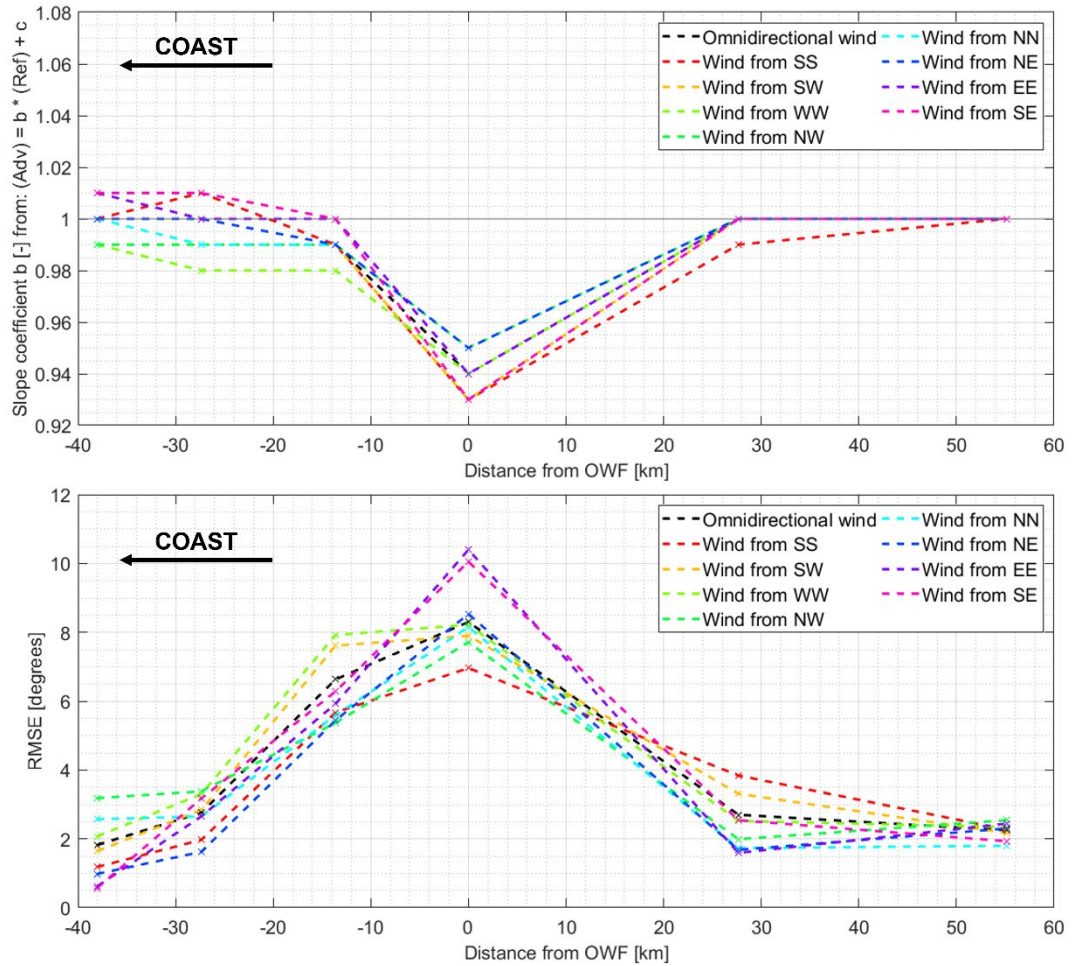 1.08
1.06
1.04
1.02
1
0.98
0.96
0.94
0.92
Slope coefficient b [-] from: (Adv) = b * (Ref) + c
COAST
Omnidirectional wind
Wind from SS
Wind from SW
Wind from WW
Wind from NW
Wind from NN
Wind from NE
Wind from EE
Wind from SE
-40 -30 -20 -10 0 10 20 30 40 50 60
Distance from OWF [km]
12
10
8
6
4
2
0
RMSE [degrees]
COAST
Omnidirectional wind
Wind from SS
Wind from SW
Wind from WW
Wind from NW
Wind from NN
Wind from NE
Wind from EE
Wind from SE
-40 -30 -20 -10 0 10 20 30 40 50 60
Distance from OWF [km]